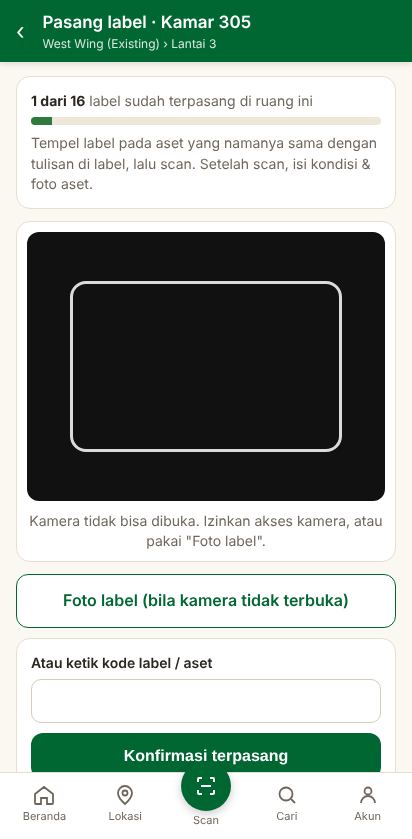 Pasang label · Kamar 305
West Wing (Existing) › Lantai 3
1 dari 16 label sudah terpasang di ruang ini
Tempel label pada aset yang namanya sama dengan
tulisan di label, lalu scan. Setelah scan, isi kondisi &
foto aset.
Kamera tidak bisa dibuka. Izinkan akses kamera, atau
pakai "Foto label".
Foto label (bila kamera tidak terbuka)
Atau ketik kode label / aset
Konfirmasi terpasang
Beranda
Lokasi
Scan
Cari
Akun